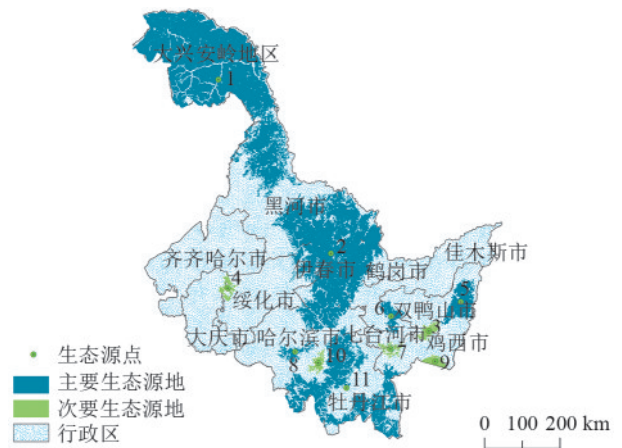 大兴安岭地区
1
黑河市
2
伊春市
鹤岗市
佳木斯市
齐齐哈尔市
4
绥化市
5
6
双鸭山市
大庆市
哈尔滨市
七台河市
3
鸡西市
10
7
8
9
11
牡丹江市
生态源点
主要生态源地
次要生态源地
行政区
0 100 200 km